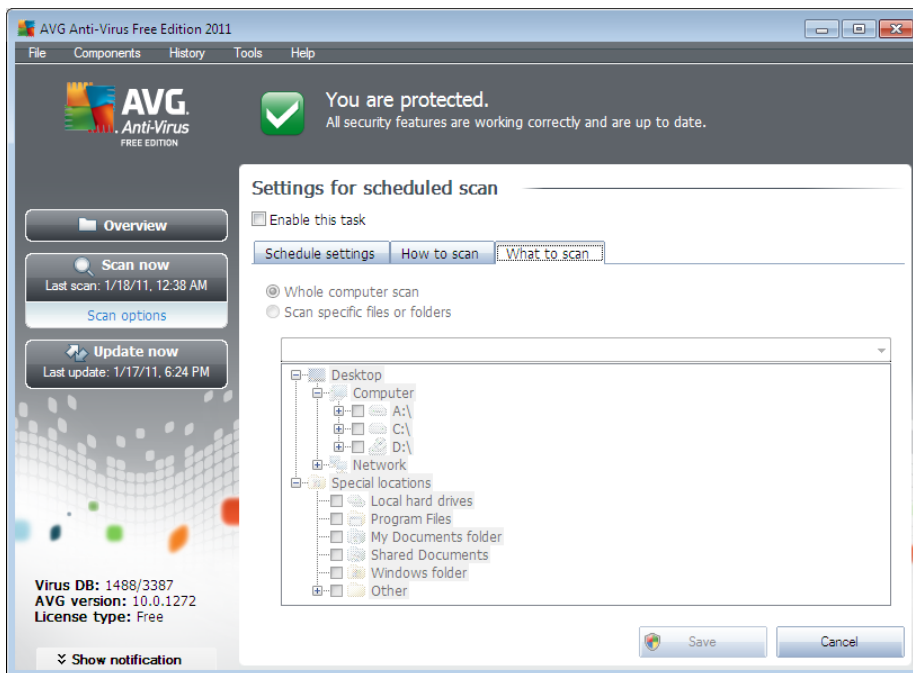 AVG Anti-Virus Free Edition 2011
File Components History Tools Help
AVG.
Anti-Virus
FREE EDITION
You are protected.
All security features are working correctly and are up to date.
Overview
Scan now
Last scan: 1/18/11, 12:38 AM
Scan options
Update now
Last update: 1/17/11, 6:24 PM
Virus DB: 1488/3387
AVG version: 10.0.1272
License type: Free
Show notification
Settings for scheduled scan
Enable this task
Schedule settings How to scan What to scan
Whole computer scan
Scan specific files or folders
Desktop
Computer
A:\
C:\
D:\
Network
Special locations
Local hard drives
Program Files
My Documents folder
Shared Documents
Windows folder
Other
Save Cancel